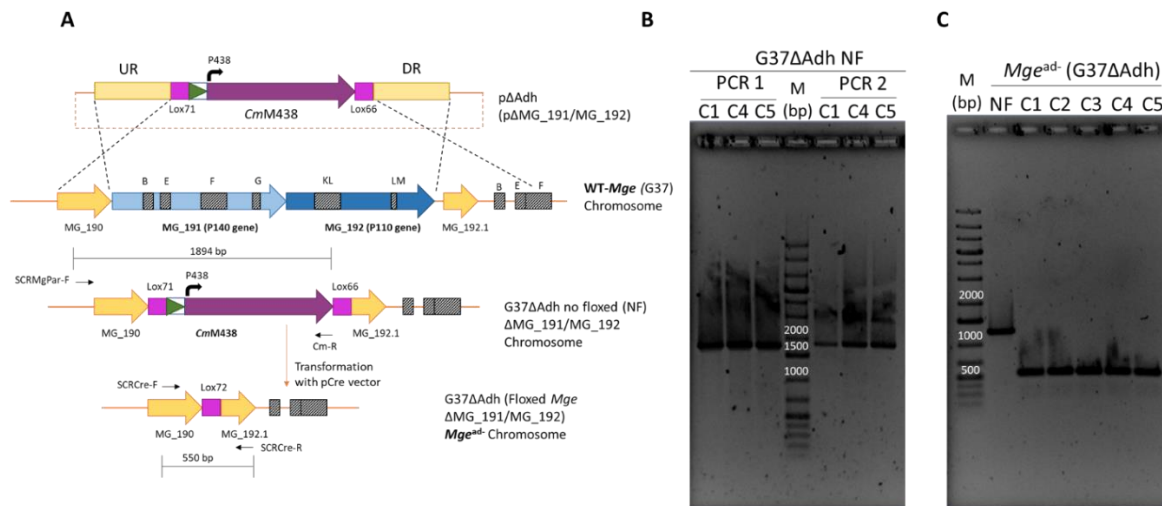 A
P438
UR
DR
Lox71
CmM438
Lox66
pΔAdh
(pΔMG_191/MG_192)
B E F G KL LM B E F
WT-Mge (G37)
Chromosome
MG_190
MG_191 (P140 gene)
MG_192 (P110 gene)
MG_192.1
1894 bp
SCRMgPar-F
P438
Lox71
Lox66
G37ΔAdh no floxed (NF)
ΔMG_191/MG_192
Chromosome
MG_190
CmM438
Cm-R
MG_192.1
Transformation
with pCre vector
SCRCre-F
Lox72
G37ΔAdh (Floxed Mge
ΔMG_191/MG_192)
Mgead- Chromosome
MG_190
MG_192.1
SCRCre-R
550 bp
B
G37ΔAdh NF
PCR 1 M PCR 2
C1 C4 C5 (bp) C1 C4 C5
2000
1500
1000
C
M
(bp)
Mgead- (G37ΔAdh)
NF C1 C2 C3 C4 C5
2000
1000
500